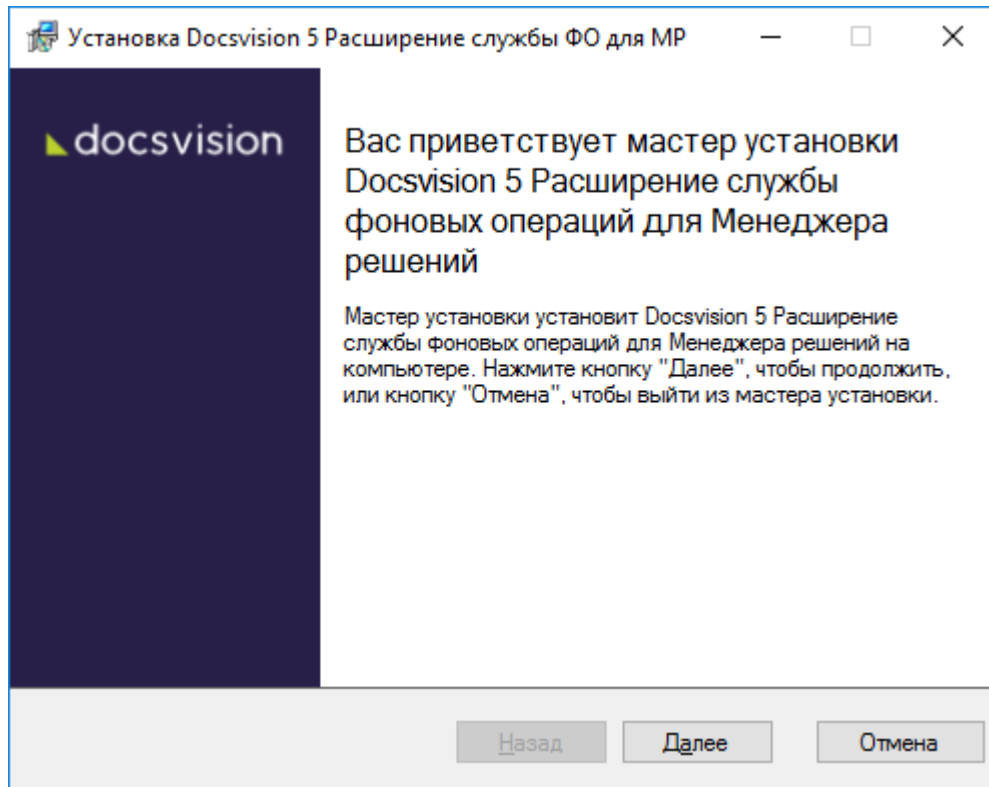 Установка Docsvision 5 Расширение службы ФО для МР
docsvision
Вас приветствует мастер установки
Docsvision 5 Расширение службы
фоновых операций для Менеджера
решений
Мастер установки установит Docsvision 5 Расширение
службы фоновых операций для Менеджера решений на
компьютере. Нажмите кнопку "Далее", чтобы продолжить,
или кнопку "Отмена", чтобы выйти из мастера установки.
Назад Далее Отмена